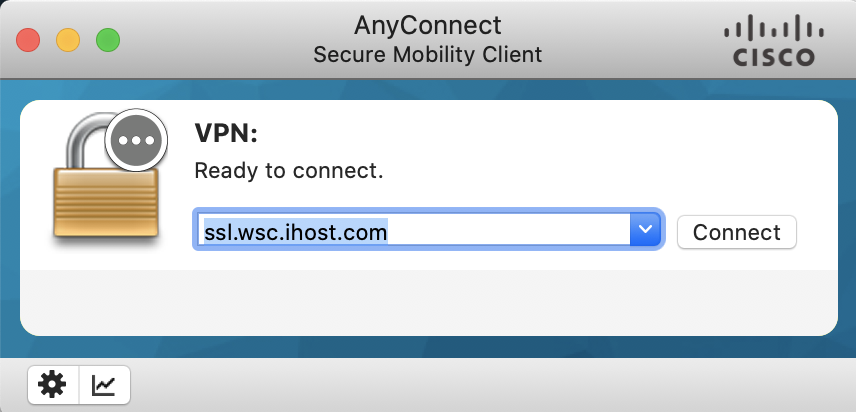 AnyConnect
Secure Mobility Client
CISCO
VPN:
Ready to connect.
ssl.wsc.ihost.com
Connect